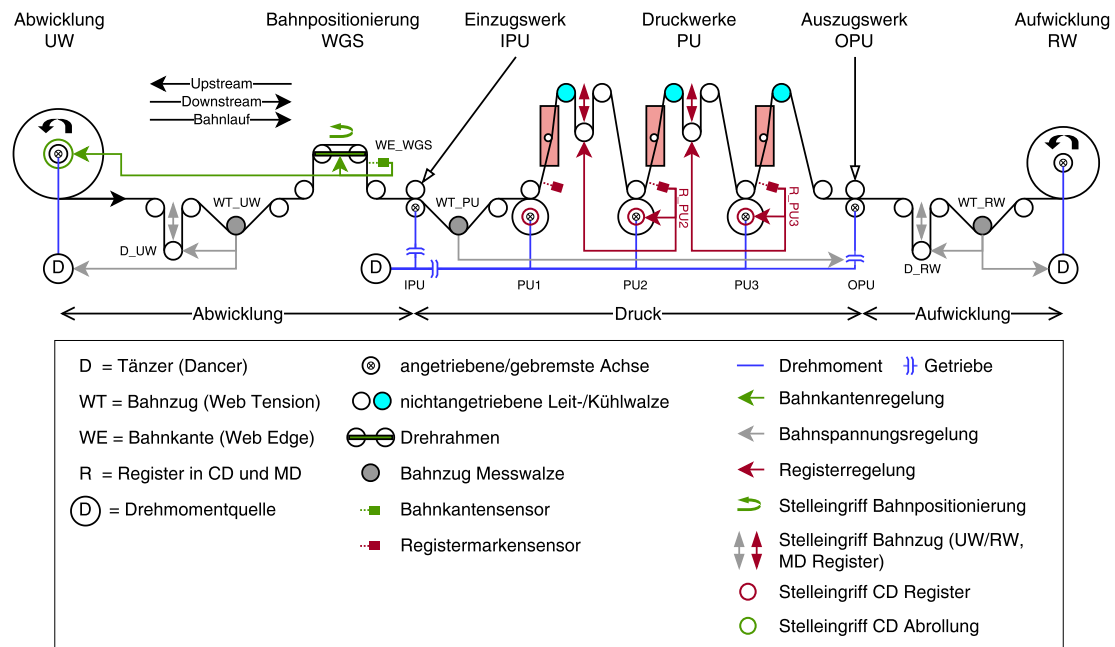 Abwicklung
UW
Bahnpositionierung
WGS
Einzugswerk
IPU
Druckwerke
PU
Auszugswerk
OPU
Aufwicklung
RW
Upstream
Downstream
Bahnlauf
WE_WGS
WT_UW
D_UW
WT_PU
R_PU2
R_PU3
WT_RW
D_RW
D
D
D
IPU
PU1
PU2
PU3
OPU
Abwicklung
Druck
Aufwicklung
D = Tänzer (Dancer)
WT = Bahnzug (Web Tension)
WE = Bahnkante (Web Edge)
R = Register in CD und MD
D = Drehmomentquelle
angetriebene/gebremste Achse
nichtangetriebene Leit-/Kühlwalze
Drehrahmen
Bahnzug Messwalze
Bahnkantensensor
Registermarkensensor
Drehmoment
Getriebe
Bahnkantenregelung
Bahnspannungsregelung
Registerregelung
Stelleingriff Bahnpositionierung
Stelleingriff Bahnzug (UW/RW,
MD Register)
Stelleingriff CD Register
Stelleingriff CD Abrollung